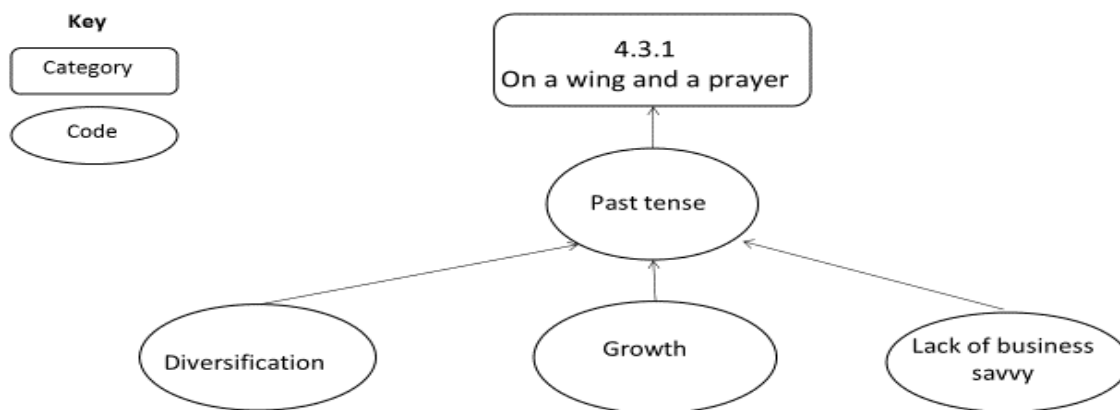 Key
Category
Code
4.3.1
On a wing and a prayer
Past tense
Diversification
Growth
Lack of business
savvy